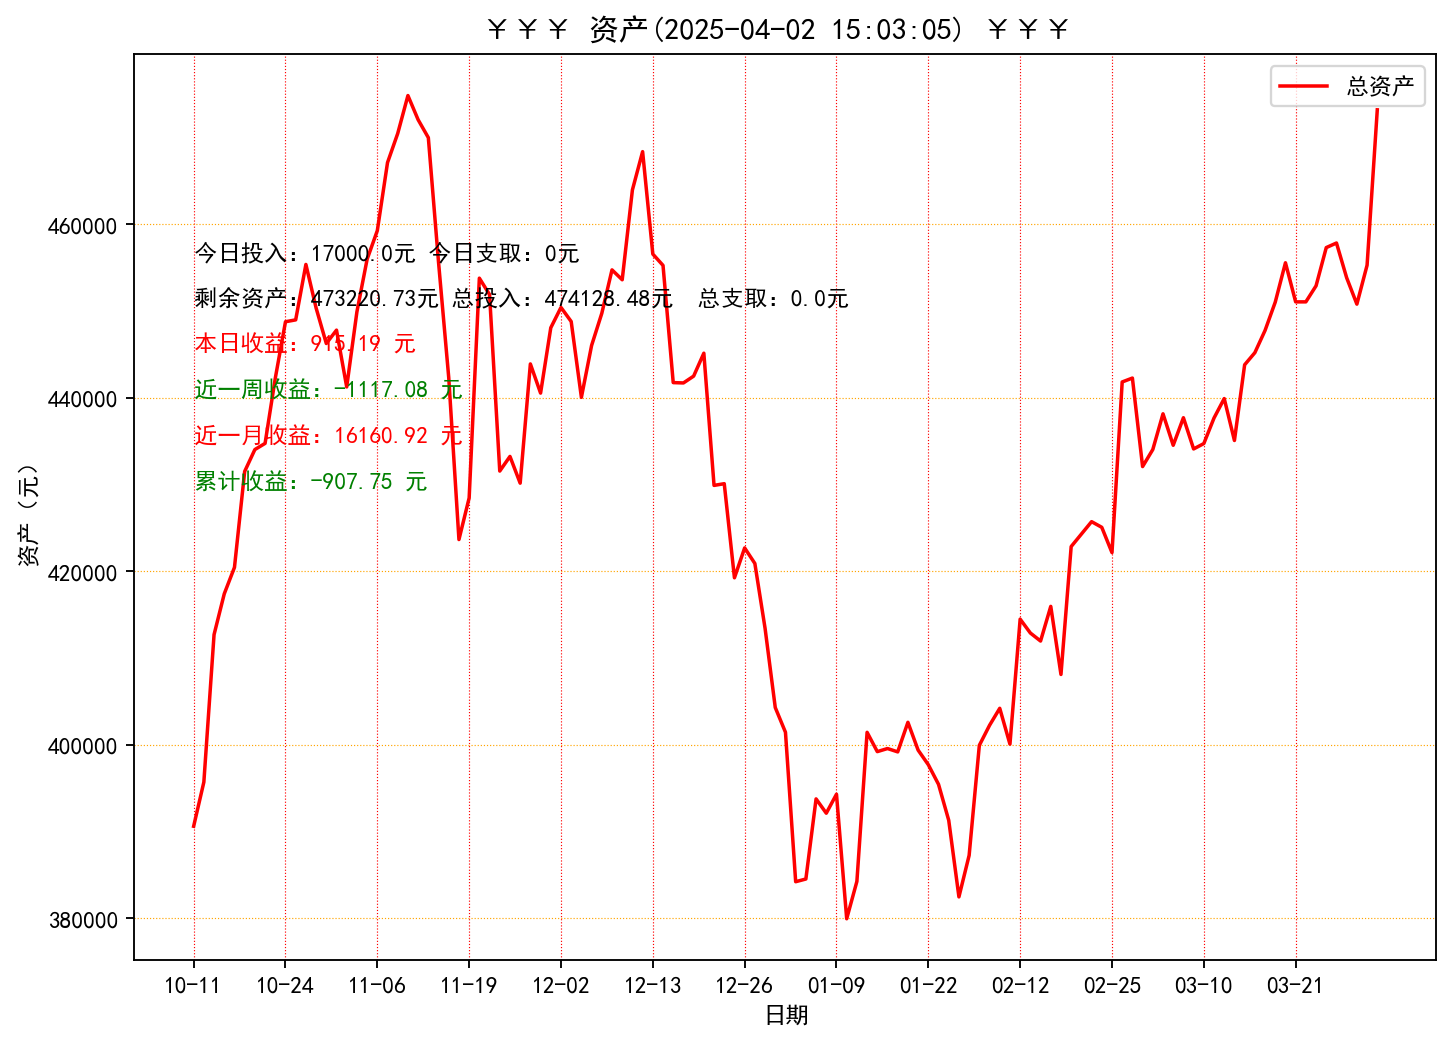 ￥￥￥ 资产(2025-04-02 15:03:05) ￥￥￥
总资产
资产（元）
460000
440000
420000
400000
380000
今日投入：17000.0元 今日支取：0元
剩余资产：473220.73元 总投入：474128.48元  总支取：0.0元
本日收益：915.19 元
近一周收益：-1117.08 元
近一月收益：16160.92 元
累计收益：-907.75 元
10-11 10-24 11-06 11-19 12-02 12-13 12-26 01-09 01-22 02-12 02-25 03-10 03-21
日期